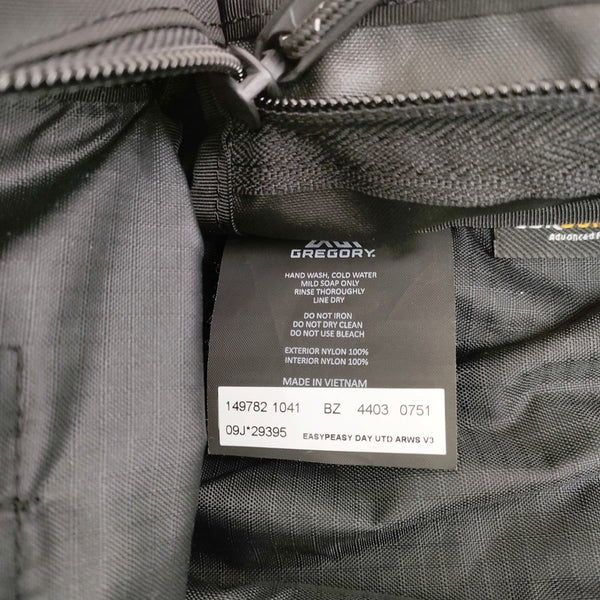 GREGORY.
HAND WASH, COLD WATER
MILD SOAP ONLY
RINSE THOROUGHLY
LINE DRY
DO NOT IRON
DO NOT DRY CLEAN
DO NOT USE BLEACH
EXTERIOR NYLON 100%
INTERIOR NYLON 100%
MADE IN VIETNAM
149782 1041 BZ 4403 0751
09J*29395 EASYPEASY DAY UTD ARWS V3
Advanced